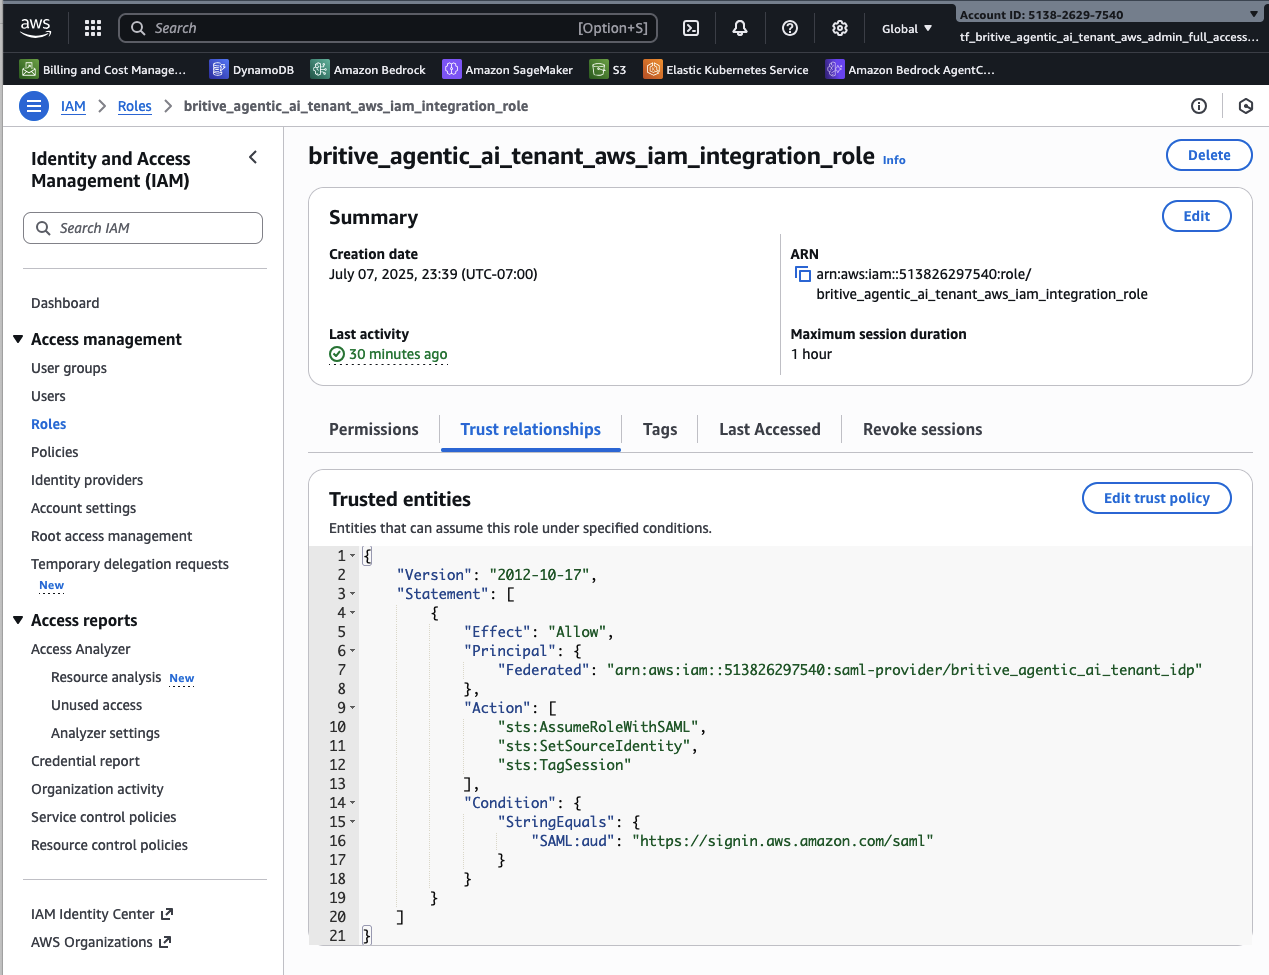 aws
Search
[Option+S]
Global
Account ID: 5138-2629-7540
tf_britive_agentic_ai_tenant_aws_admin_full_access...
Billing and Cost Manage...
DynamoDB
Amazon Bedrock
Amazon SageMaker
S3
Elastic Kubernetes Service
Amazon Bedrock AgentC...
IAM
Roles
britive_agentic_ai_tenant_aws_iam_integration_role
Identity and Access
Management (IAM)
Search IAM
Dashboard
Access management
User groups
Users
Roles
Policies
Identity providers
Account settings
Root access management
Temporary delegation requests
New
Access reports
Access Analyzer
Resource analysis New
Unused access
Analyzer settings
Credential report
Organization activity
Service control policies
Resource control policies
IAM Identity Center
AWS Organizations
britive_agentic_ai_tenant_aws_iam_integration_role Info
Delete
Summary
Edit
Creation date
July 07, 2025, 23:39 (UTC-07:00)
ARN
arn:aws:iam::513826297540:role/
britive_agentic_ai_tenant_aws_iam_integration_role
Last activity
30 minutes ago
Maximum session duration
1 hour
Permissions
Trust relationships
Tags
Last Accessed
Revoke sessions
Trusted entities
Edit trust policy
Entities that can assume this role under specified conditions.
1 {
2 "Version": "2012-10-17",
3 "Statement": [
4 {
5 "Effect": "Allow",
6 "Principal": {
7 "Federated": "arn:aws:iam::513826297540:saml-provider/britive_agentic_ai_tenant_idp"
8 },
9 "Action": [
10 "sts:AssumeRoleWithSAML",
11 "sts:SetSourceIdentity",
12 "sts:TagSession"
13 ],
14 "Condition": {
15 "StringEquals": {
16 "SAML:aud": "https://signin.aws.amazon.com/saml"
17 }
18 }
19 }
20 ]
21 }